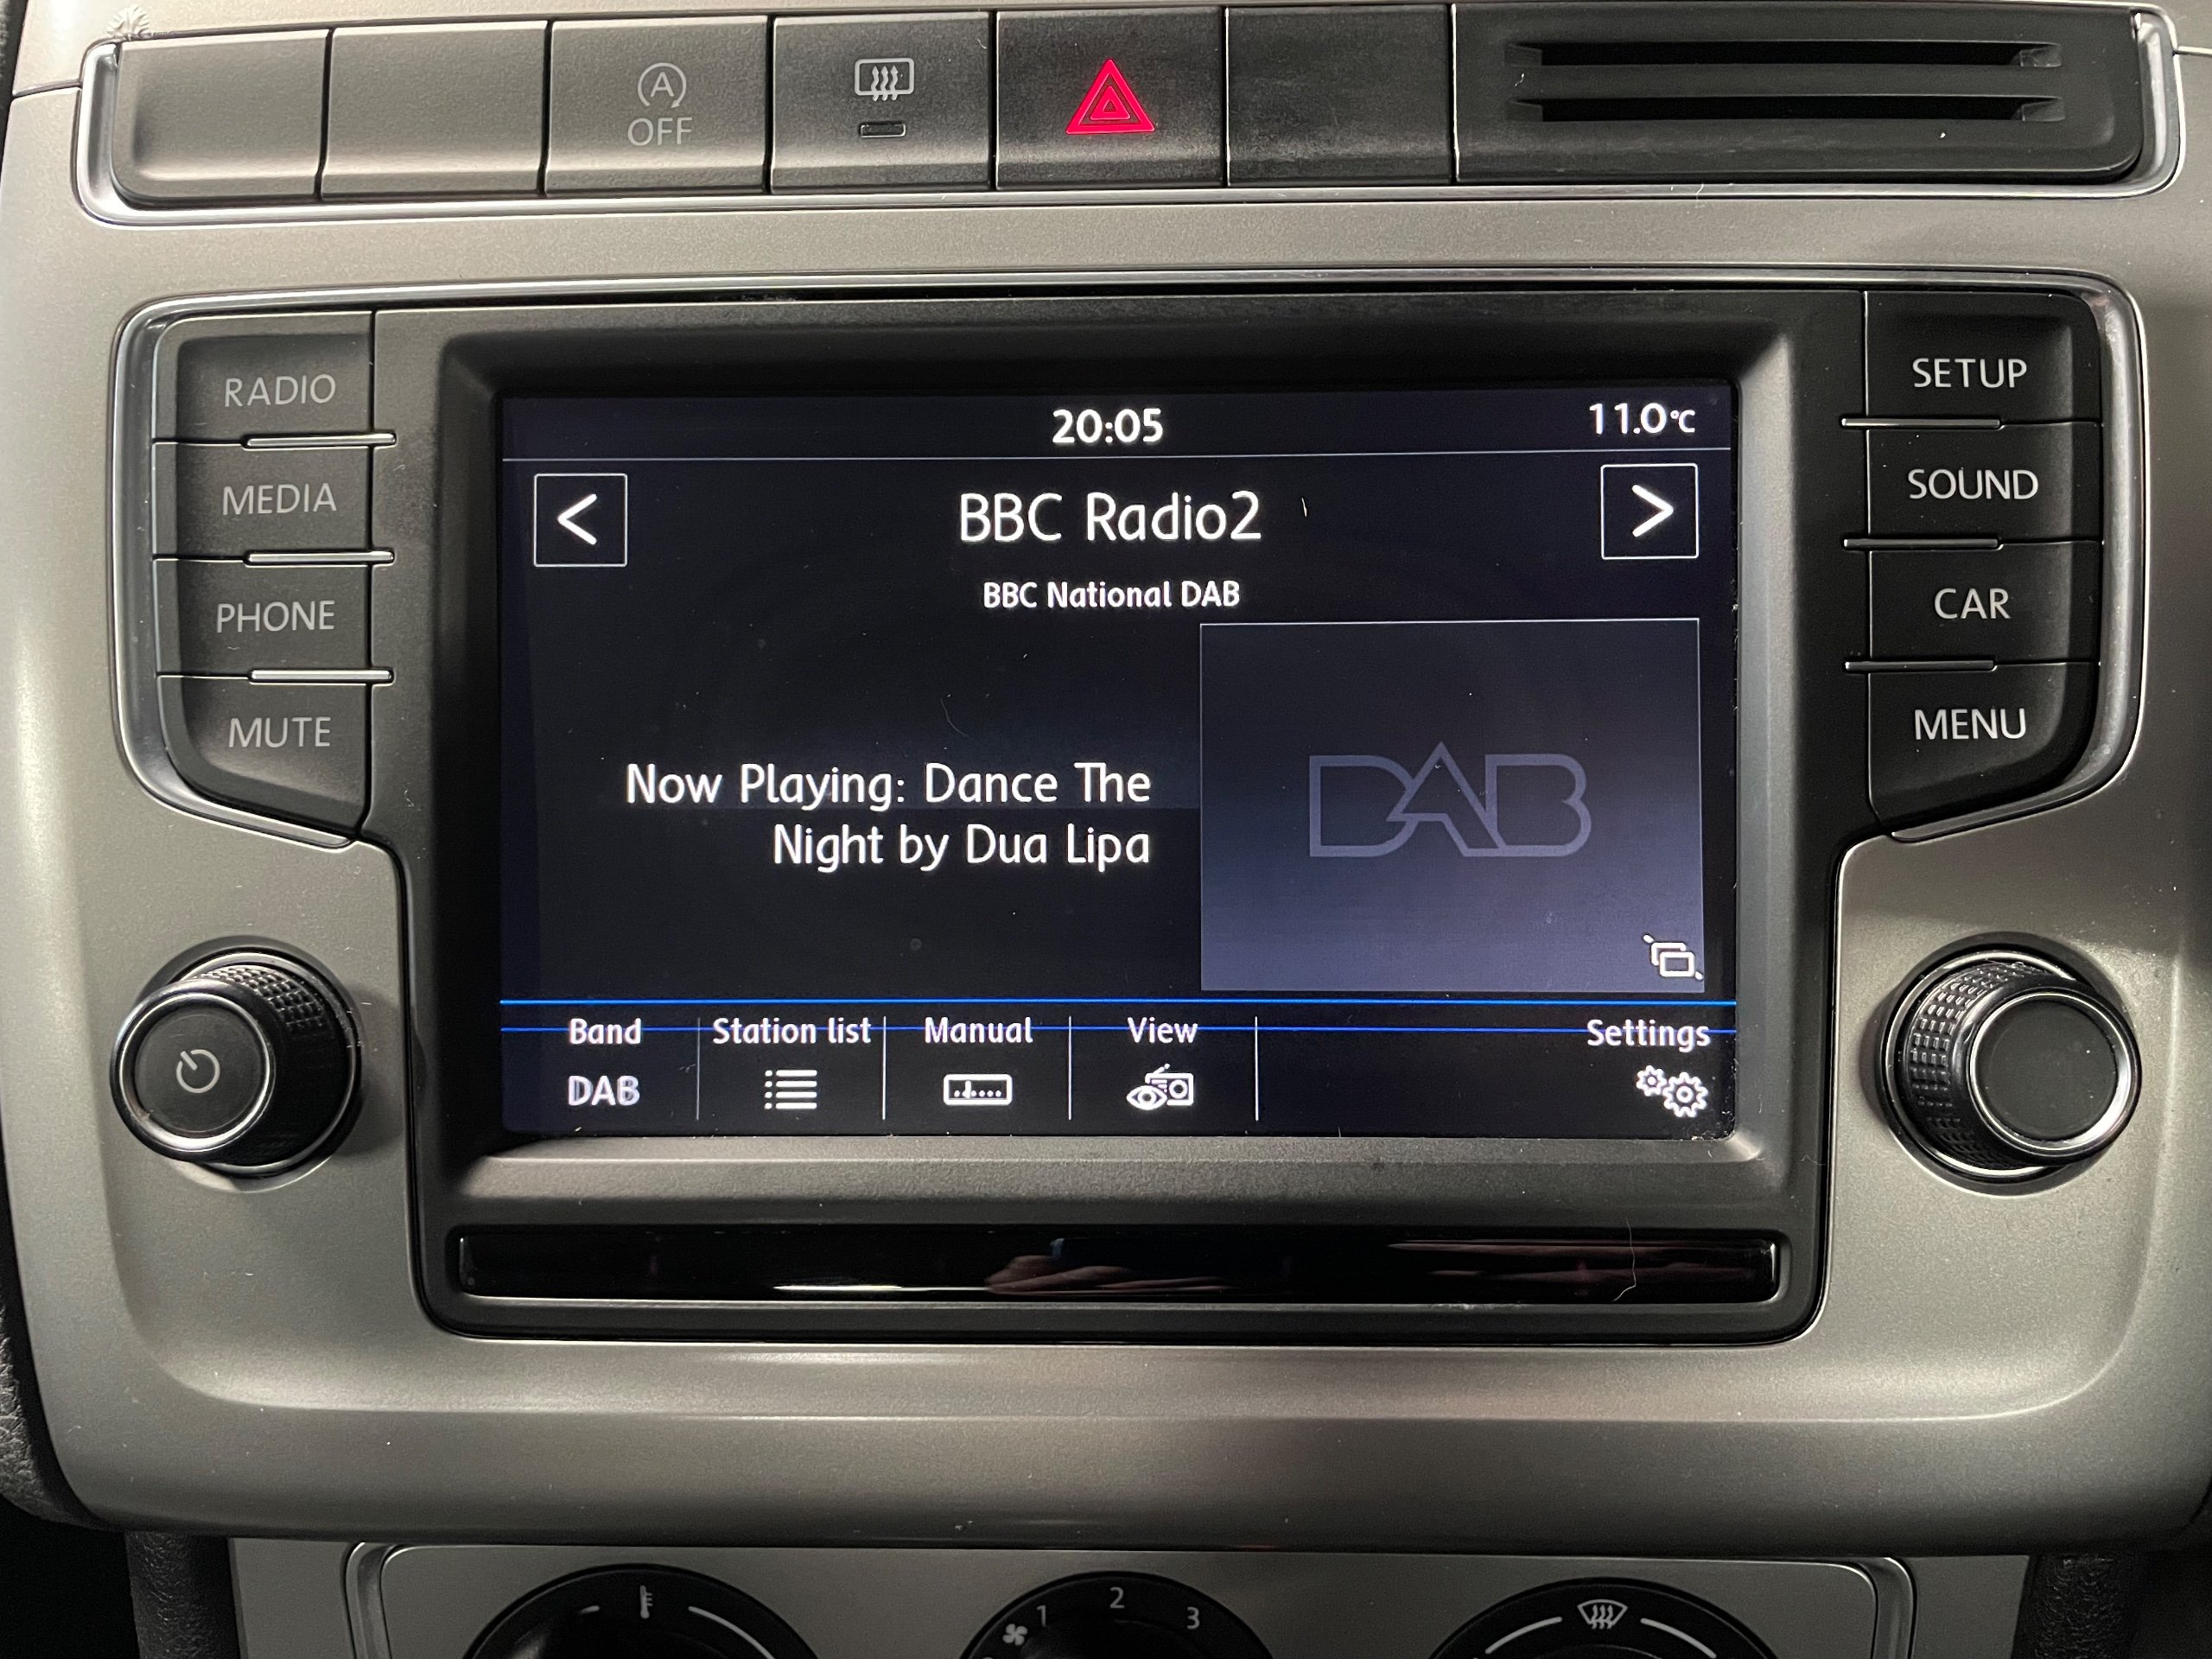 A
OFF
RADIO
MEDIA
PHONE
MUTE
20:05
11.0°C
<
BBC Radio2
>
BBC National DAB
Now Playing: Dance The
Night by Dua Lipa
DAB
Band
Station list
Manual
View
Settings
DAB
SETUP
SOUND
CAR
MENU
1
2
3